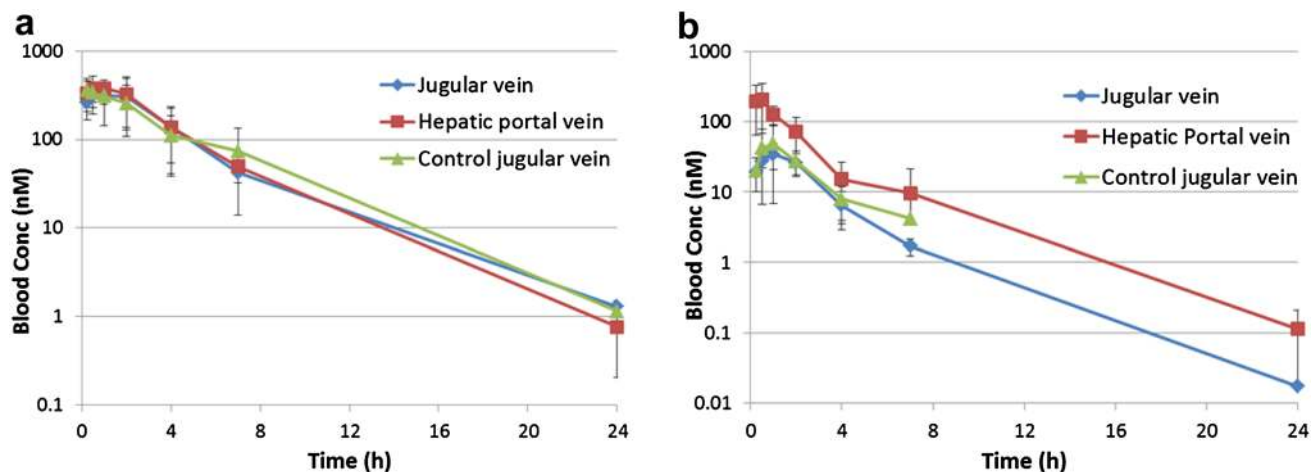 a
1000
100
10
1
0.1
Blood Conc (nM)
0 4 8 12 16 20 24
Time (h)
Jugular vein
Hepatic portal vein
Control jugular vein
b
1000
100
10
1
0.1
0.01
Blood Conc (nM)
0 4 8 12 16 20 24
Time (h)
Jugular vein
Hepatic Portal vein
Control jugular vein